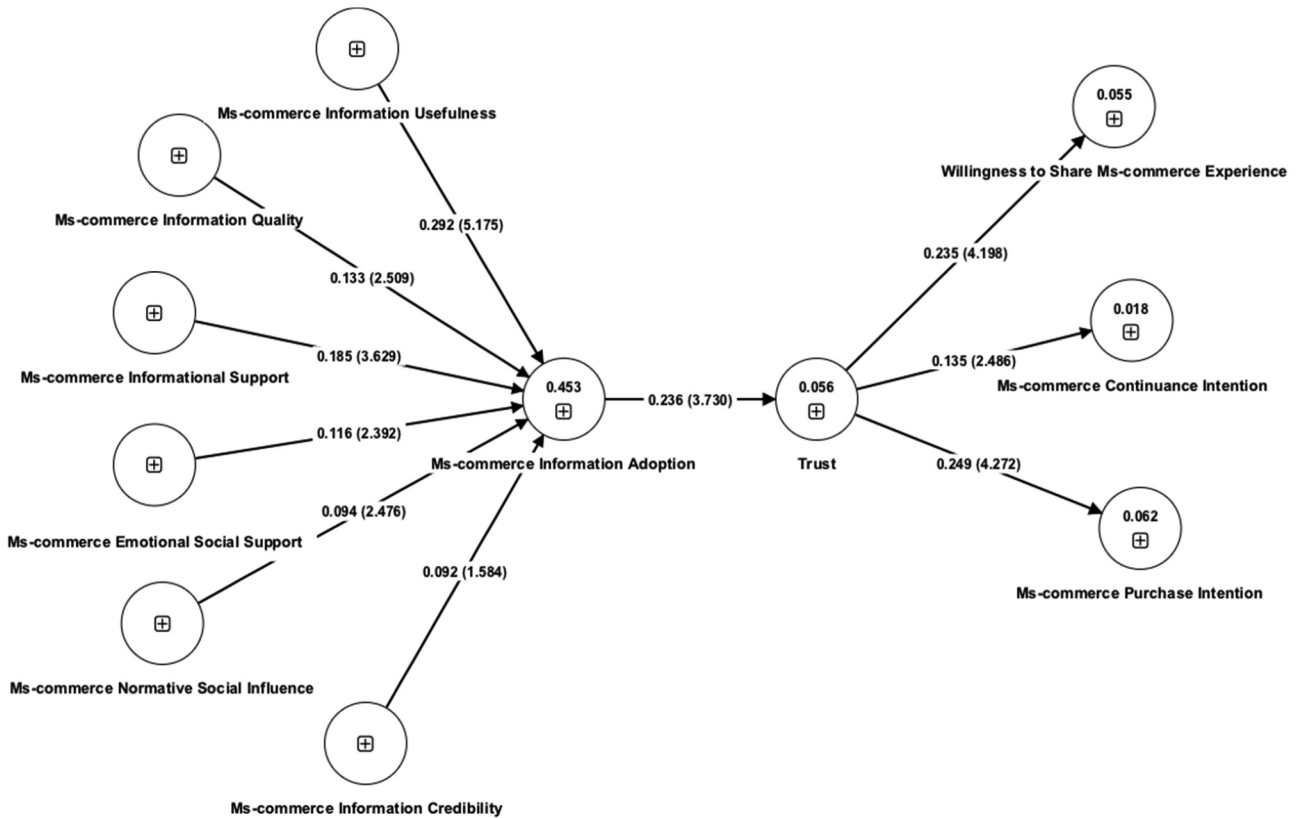 Ms-commerce Information Usefulness
Ms-commerce Information Quality
Ms-commerce Informational Support
Ms-commerce Emotional Social Support
Ms-commerce Normative Social Influence
Ms-commerce Information Credibility
0.292 (5.175)
0.133 (2.509)
0.185 (3.629)
0.116 (2.392)
0.094 (2.476)
0.092 (1.584)
0.453
Ms-commerce Information Adoption
0.236 (3.730)
0.056
Trust
0.235 (4.198)
0.135 (2.486)
0.249 (4.272)
0.055
Willingness to Share Ms-commerce Experience
0.018
Ms-commerce Continuance Intention
0.062
Ms-commerce Purchase Intention